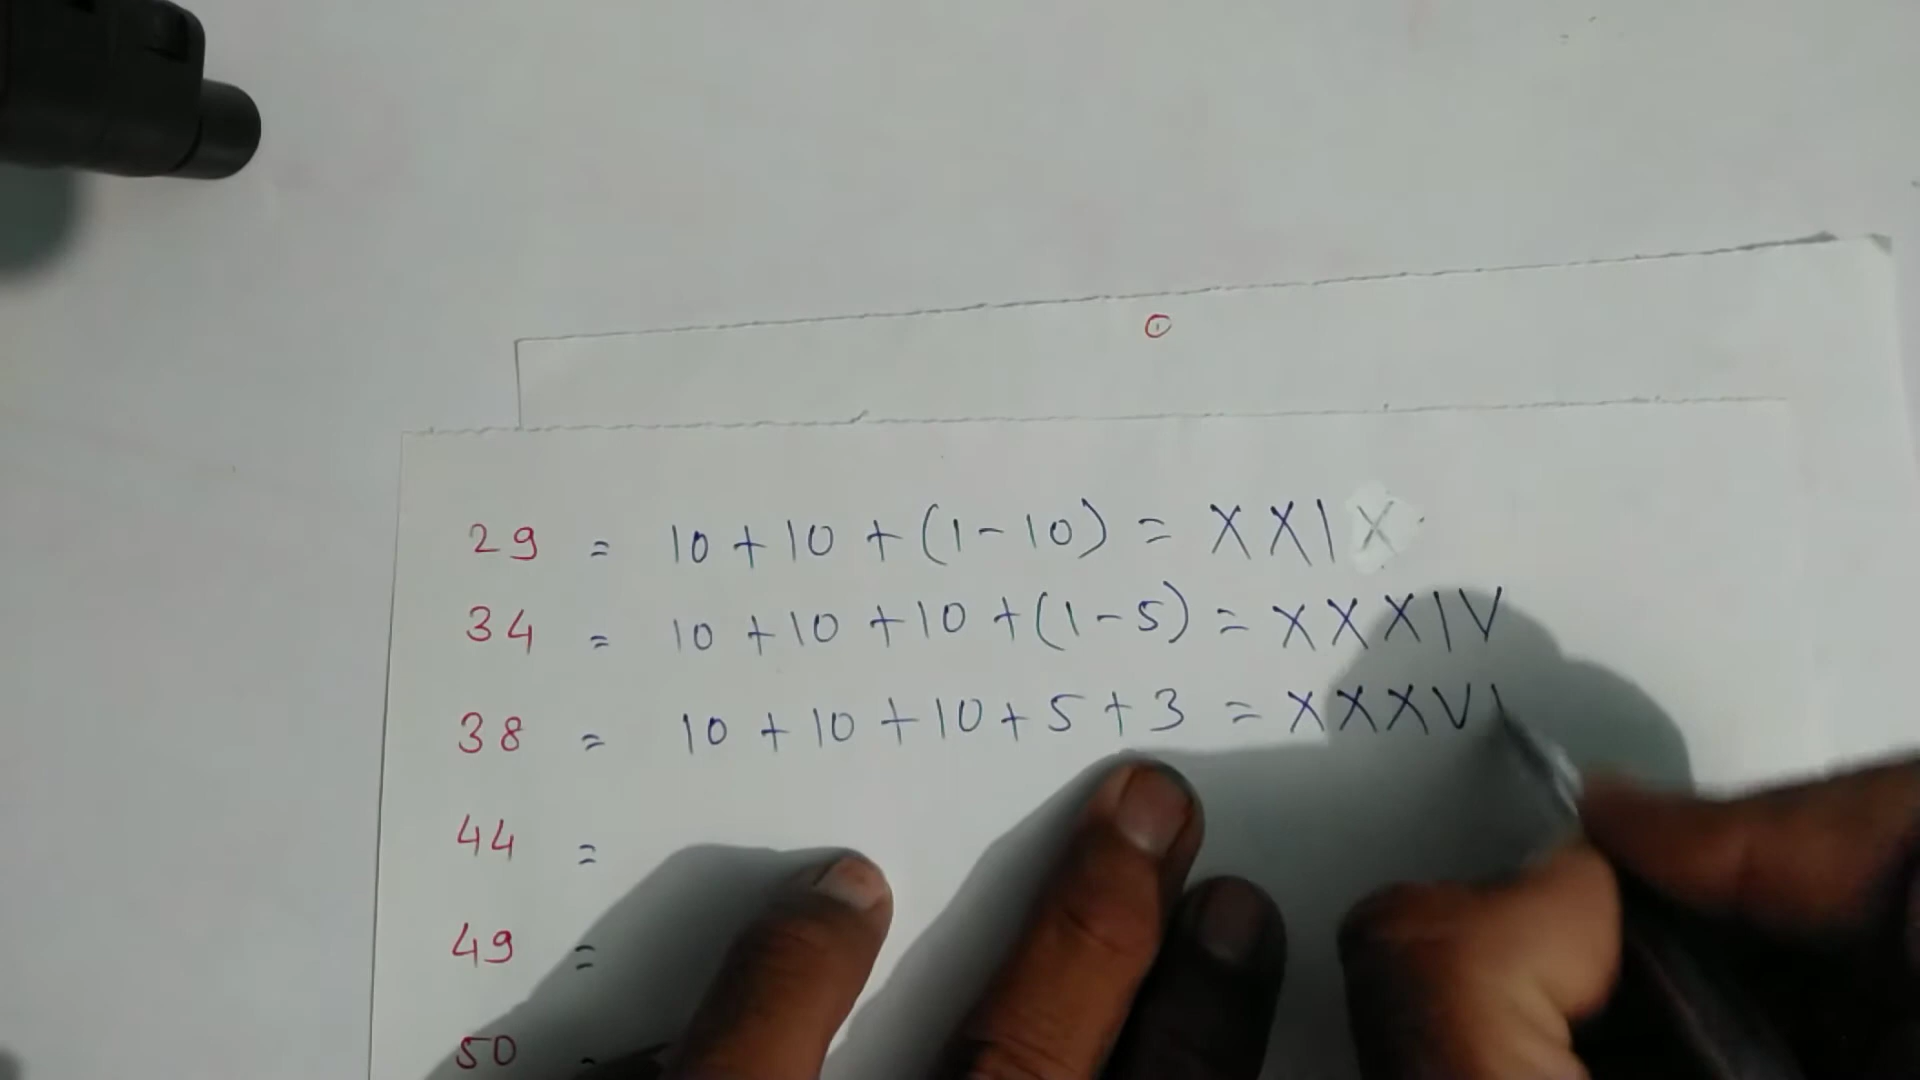 29 = 10 + 10 + (1 - 10) = XXIX
34 = 10 + 10 + 10 + (1 - 5) = XXXIV
38 = 10 + 10 + 10 + 5 + 3 = XXXVI
44 =
49 =
50 =